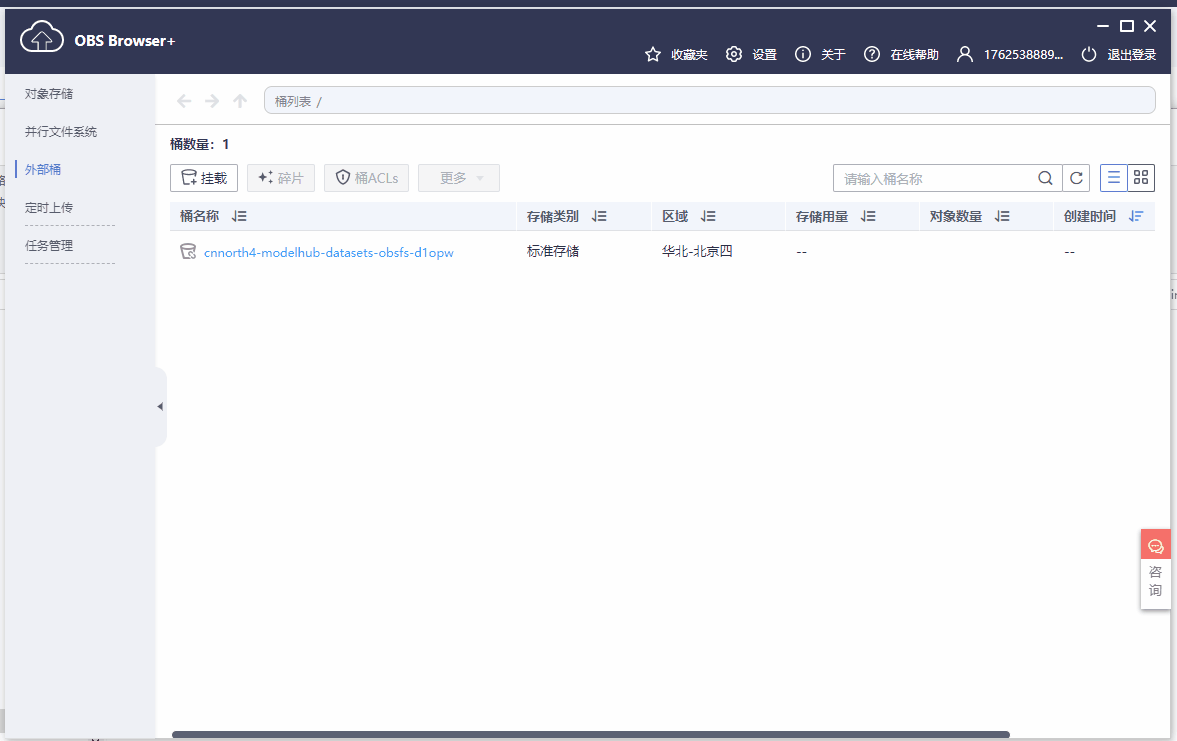 OBS Browser+
收藏夹 设置 关于 在线帮助 1762538889... 退出登录
对象存储
并行文件系统
外部桶
定时上传
任务管理
桶列表 /
桶数量：1
挂载 碎片 桶ACLs 更多
请输入桶名称
桶名称 存储类别 区域 存储用量 对象数量 创建时间
cnnorth4-modelhub-datasets-obsfs-d1opw 标准存储 华北-北京四 -- --
咨
询